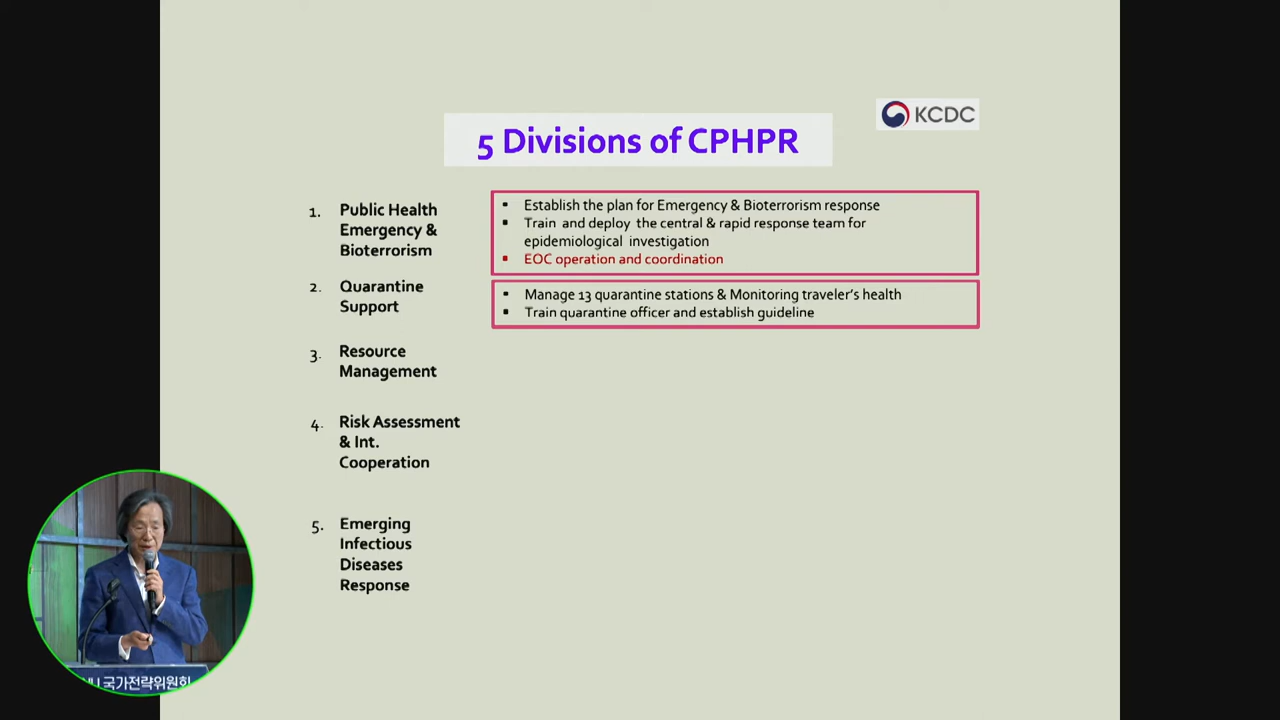 KCDC
5 Divisions of CPHPR
1. Public Health
Emergency &
Bioterrorism
▪ Establish the plan for Emergency & Bioterrorism response
▪ Train and deploy the central & rapid response team for
epidemiological investigation
▪ EOC operation and coordination
2. Quarantine
Support
▪ Manage 13 quarantine stations & Monitoring traveler's health
▪ Train quarantine officer and establish guideline
3. Resource
Management
4. Risk Assessment
& Int.
Cooperation
5. Emerging
Infectious
Diseases
Response
국가전략위원회